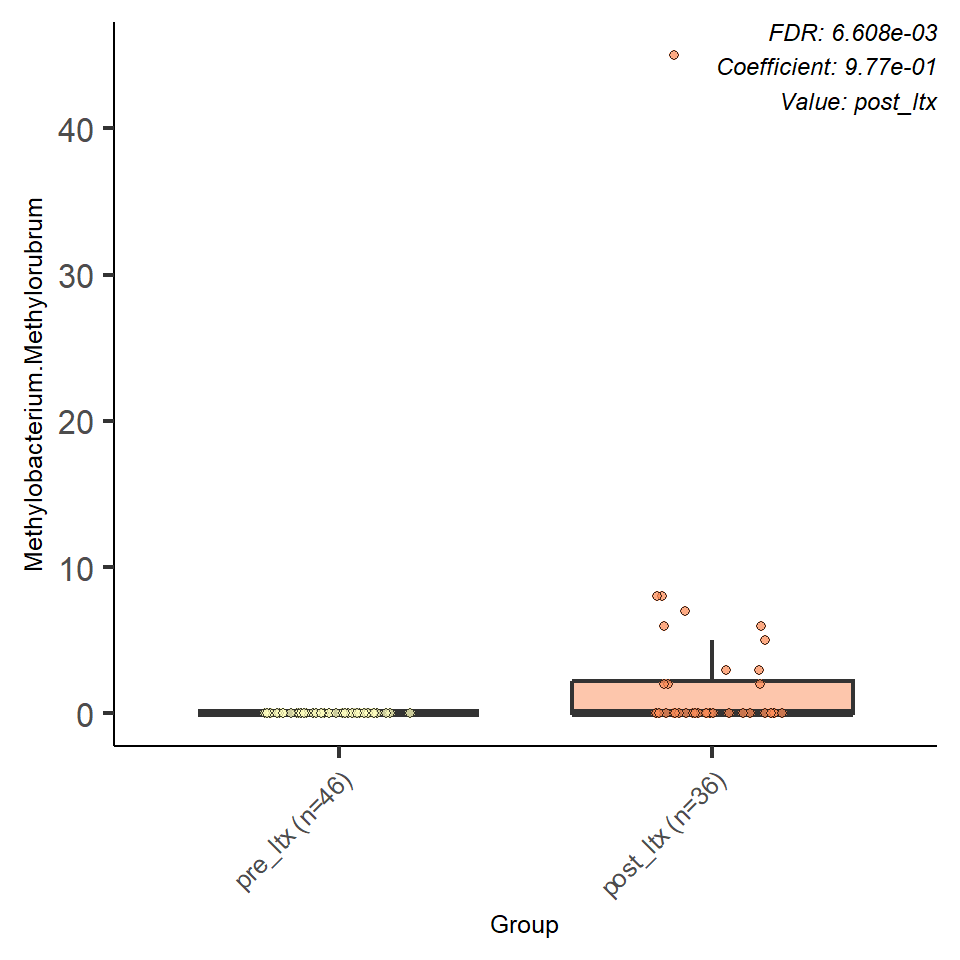 FDR: 6.608e-03
Coefficient: 9.77e-01
Value: post_ltx
Methylobacterium.Methylorubrum
40
30
20
10
0
pre_ltx (n=46)
post_ltx (n=36)
Group